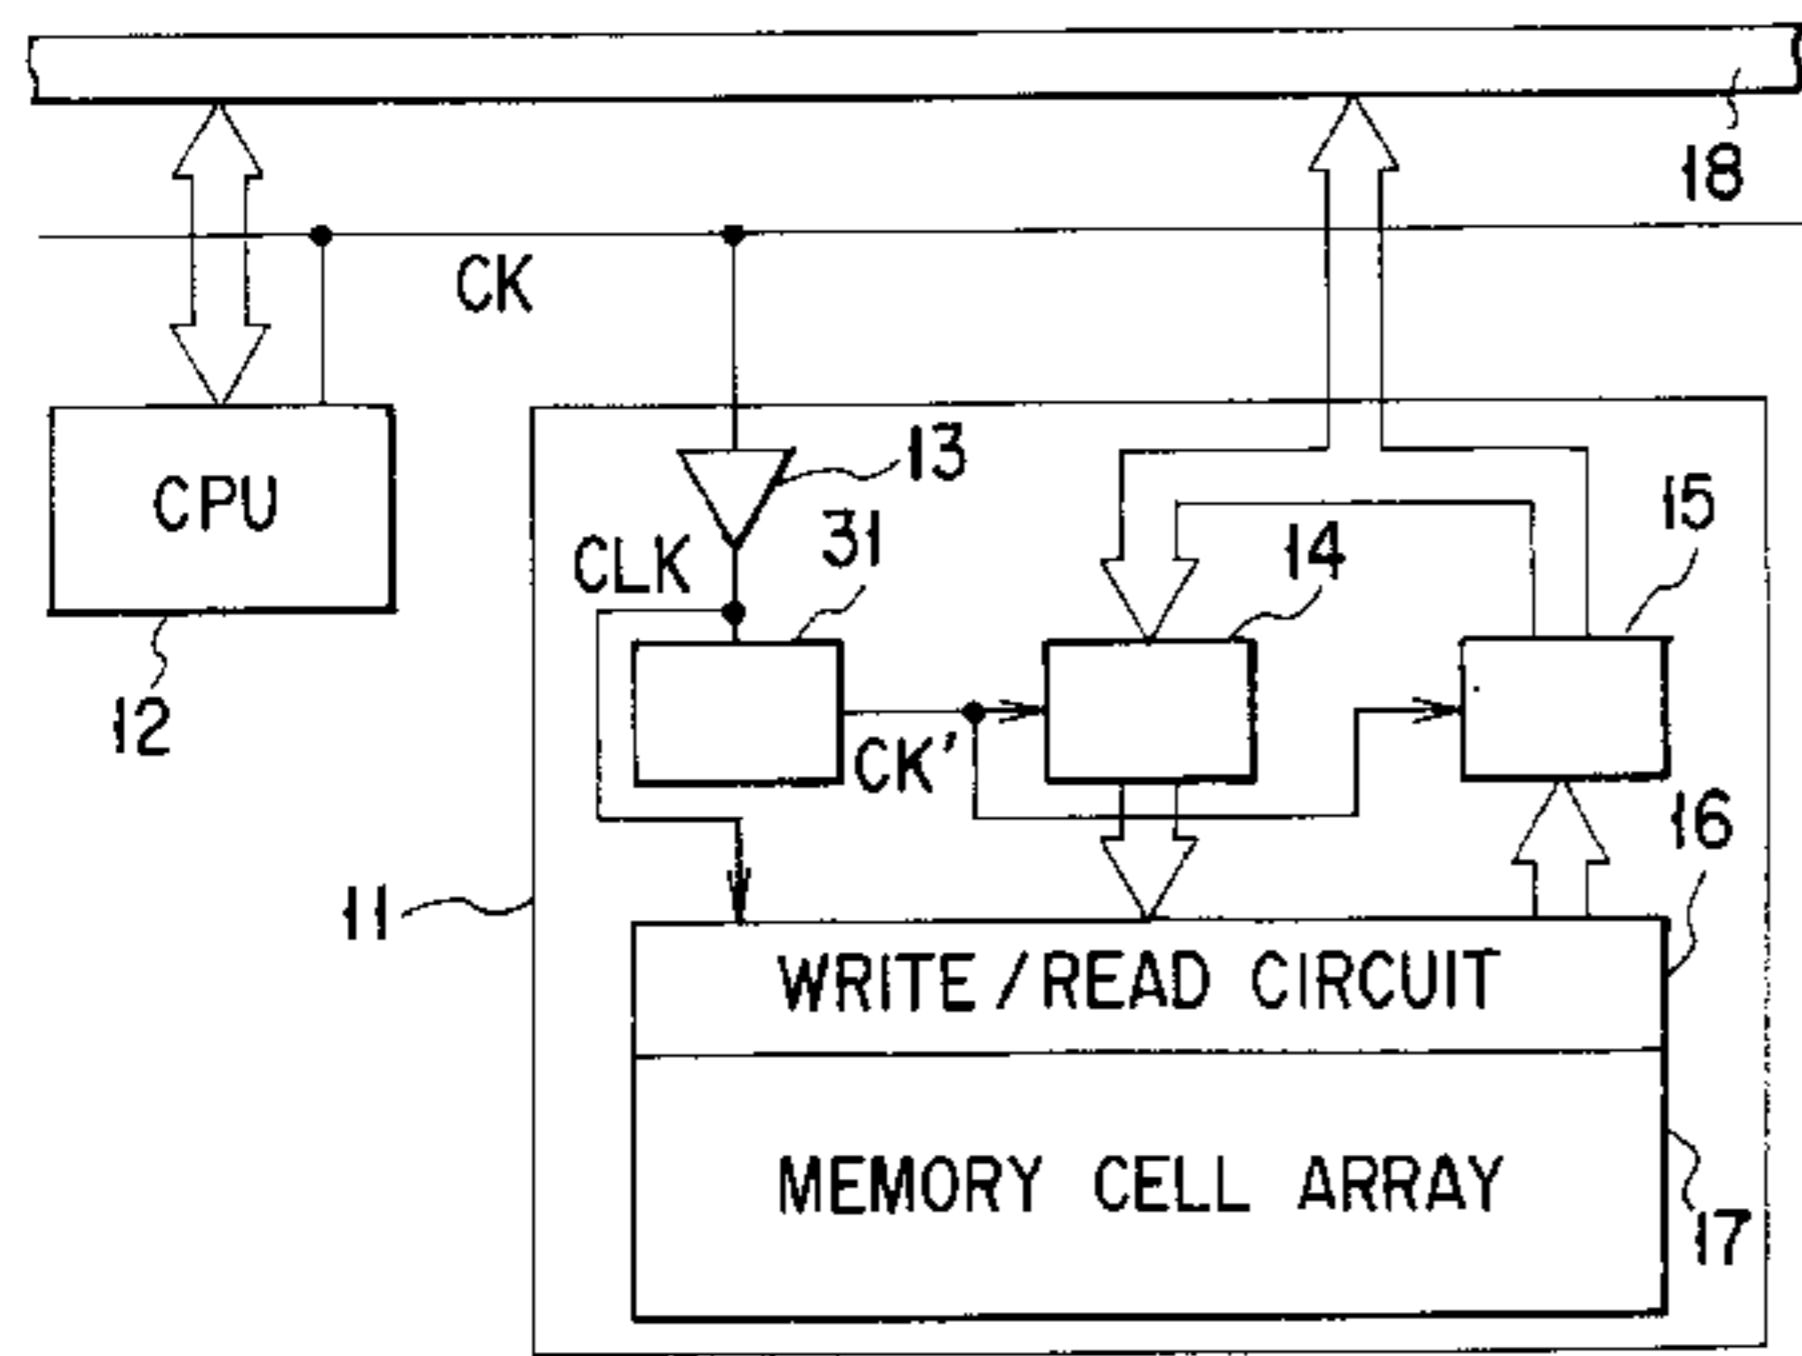 18
CK
13
CPU
15
31
14
CLK
12
CK'
16
11
WRITE/READ CIRCUIT
MEMORY CELL ARRAY
17